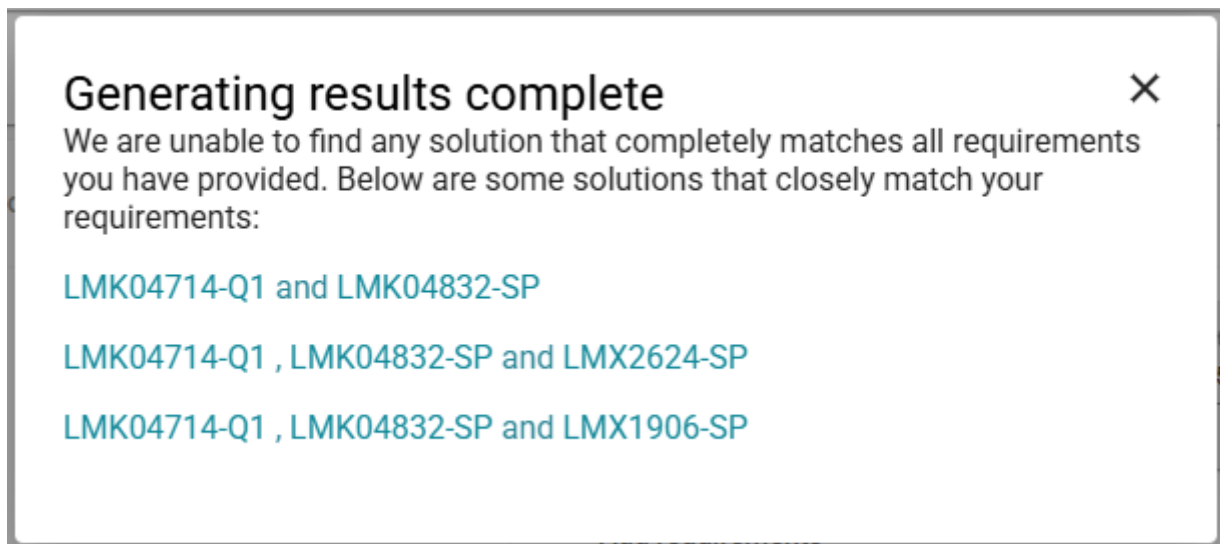 Generating results complete
We are unable to find any solution that completely matches all requirements
you have provided. Below are some solutions that closely match your
requirements:
LMK04714-Q1 and LMK04832-SP
LMK04714-Q1 , LMK04832-SP and LMX2624-SP
LMK04714-Q1 , LMK04832-SP and LMX1906-SP